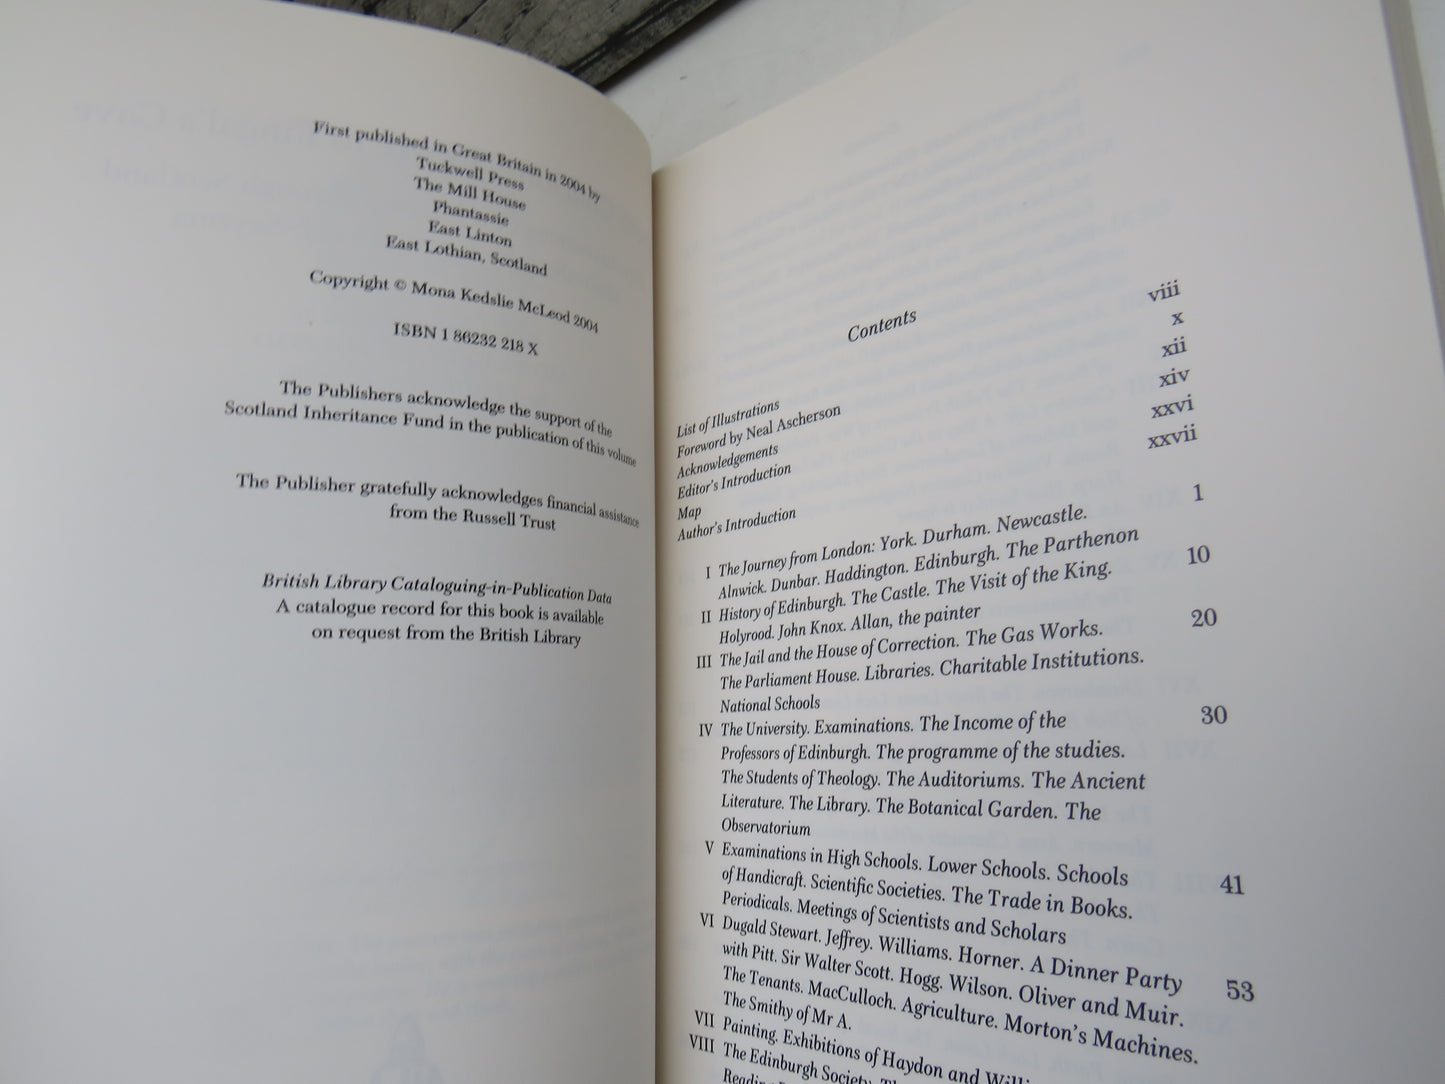 First published in Great Britain in 2004 by
Tuckwell Press
The Mill House
Phantassie
East Linton
East Lothian, Scotland
Copyright © Mona Kedslie McLeod 2004
ISBN 1 86232 218 X
The Publishers acknowledge the support of the
Scotland Inheritance Fund in the publication of this volume
The Publisher gratefully acknowledges financial assistance
from the Russell Trust
British Library Cataloguing-in-Publication Data
A catalogue record for this book is available
on request from the British Library
Contents
List of Illustrations viii
Foreword by Neal Ascherson x
Acknowledgements xii
Editor's Introduction xiv
Map xxvi
Author's Introduction xxvii
I The Journey from London: York. Durham. Newcastle. 1
Alnwick. Dunbar. Haddington. Edinburgh. The Parthenon
II History of Edinburgh. The Castle. The Visit of the King. 10
Holyrood. John Knox. Allan, the painter
III The Jail and the House of Correction. The Gas Works. 20
The Parliament House. Libraries. Charitable Institutions.
National Schools
IV The University. Examinations. The Income of the 30
Professors of Edinburgh. The programme of the studies.
The Students of Theology. The Auditoriums. The Ancient
Literature. The Library. The Botanical Garden. The
Observatorium
V Examinations in High Schools. Lower Schools. Schools 41
of Handicraft. Scientific Societies. The Trade in Books.
Periodicals. Meetings of Scientists and Scholars
VI Dugald Stewart. Jeffrey. Williams. Horner. A Dinner Party 53
with Pitt. Sir Walter Scott. Hogg. Wilson. Oliver and Muir.
The Tenants. MacCulloch. Agriculture. Morton's Machines.
The Smithy of Mr A.
VII Painting. Exhibitions of Haydon and
VIII The Edinburgh Society.
Reading